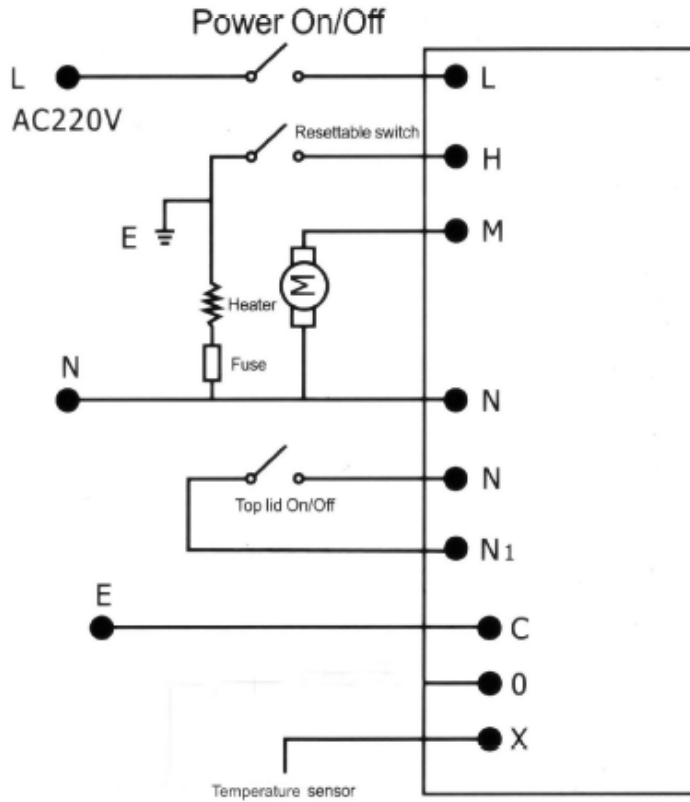 Power On/Off
L
L
AC220V
Resettable switch
H
E
M
M
Heater
Fuse
N
N
N
Top lid On/Off
N1
E
C
0
X
Temperature sensor